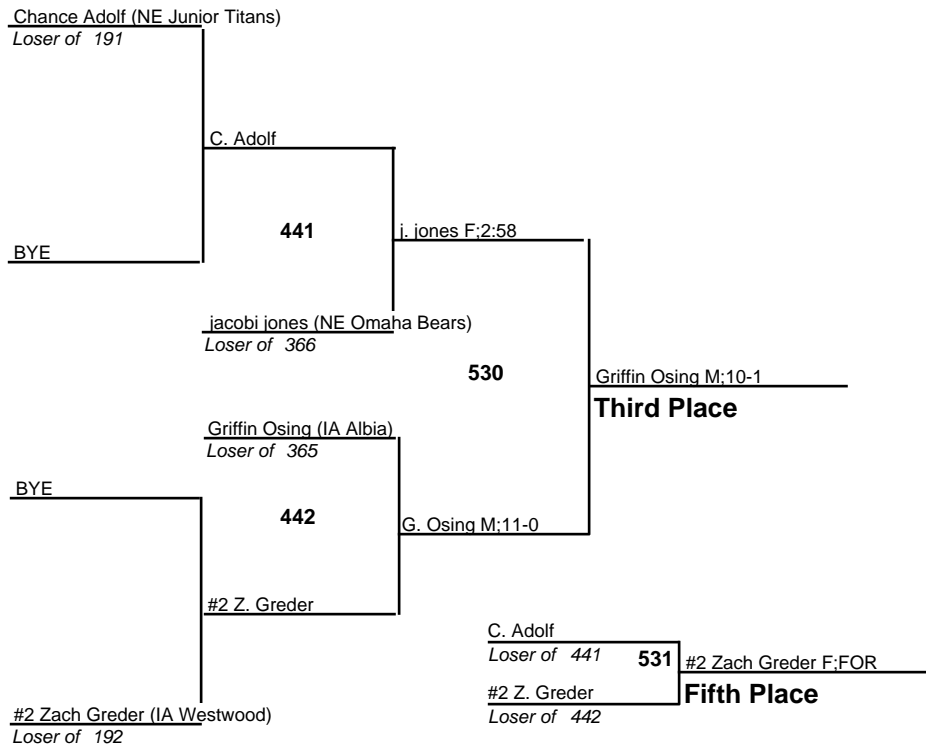 Chance Adolf (NE Junior Titans)
Loser of 191
C. Adolf
441
j. jones F;2:58
BYE
jacobi jones (NE Omaha Bears)
Loser of 366
530
Griffin Osing M;10-1
Third Place
Griffin Osing (IA Albia)
Loser of 365
BYE
442
G. Osing M;11-0
#2 Z. Greder
C. Adolf
Loser of 441
531
#2 Zach Greder F;FOR
Fifth Place
#2 Z. Greder
Loser of 442
#2 Zach Greder (IA Westwood)
Loser of 192